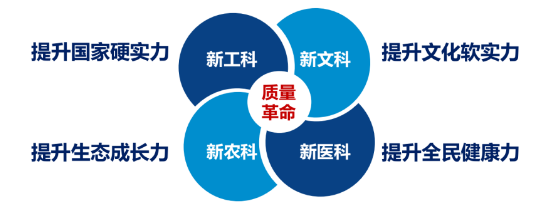 提升国家硬实力
新工科
新文科
提升文化软实力
质量
革命
提升生态成长力
新农科
新医科
提升全民健康力